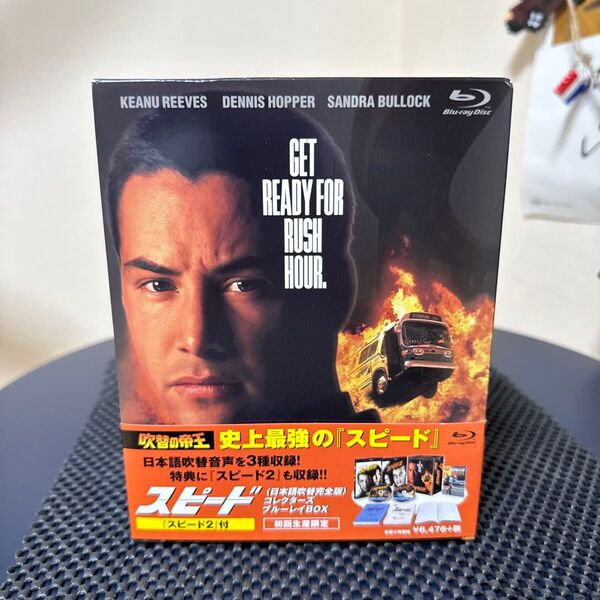 KEANU REEVES DENNIS HOPPER SANDRA BULLOCK
Blu-ray Disc
GET
READY FOR
RUSH
HOUR.
吹替の帝王 史上最強の『スピード』
日本語吹替音声を3種収録!
特典に『スピード2』も収録!!
スピード
〈日本語吹替完全版〉
コレクターズ
ブルーレイBOX
『スピード2』付
初回生産限定
¥6,476+税